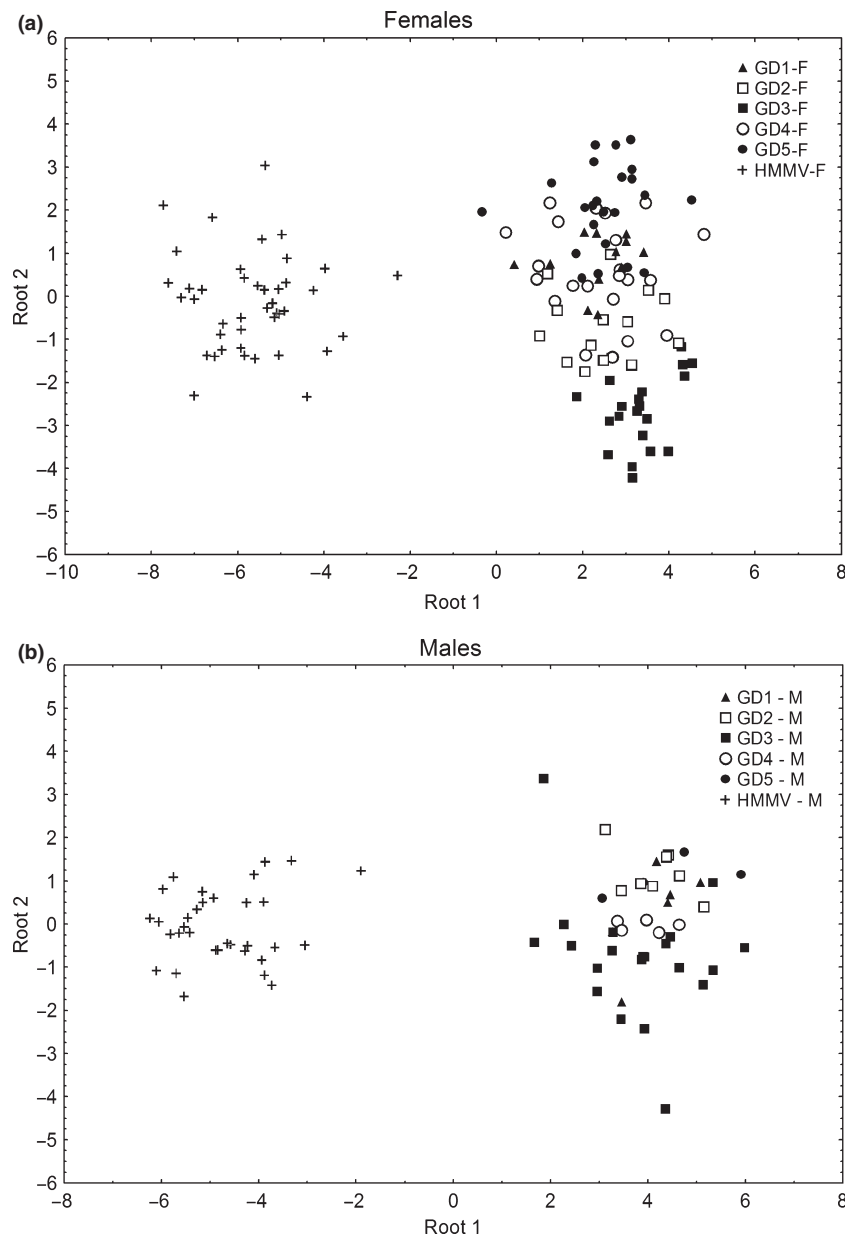 (a) Females
6
5
4
3
2
1
0
−1
−2
−3
−4
−5
−6
Root 2
GD1-F
GD2-F
GD3-F
GD4-F
GD5-F
HMMV-F
−10 −8 −6 −4 −2 0 2 4 6 8
Root 1
(b) Males
6
5
4
3
2
1
0
−1
−2
−3
−4
−5
−6
Root 2
GD1 - M
GD2 - M
GD3 - M
GD4 - M
GD5 - M
HMMV - M
−8 −6 −4 −2 0 2 4 6 8
Root 1